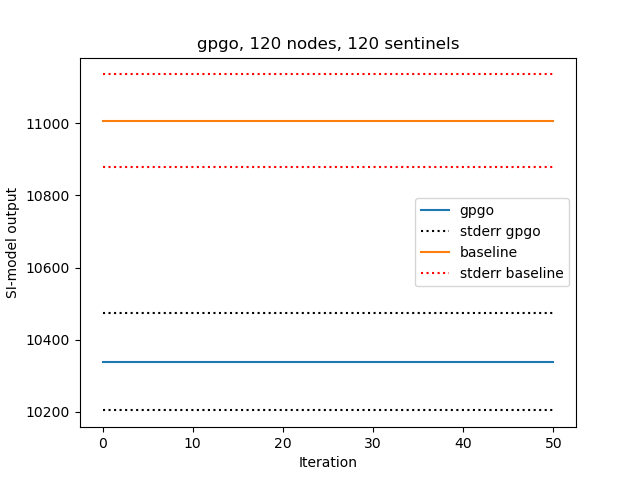 gpgo, 120 nodes, 120 sentinels
SI-model output
11000
10800
10600
10400
10200
gpgo
stderr gpgo
baseline
stderr baseline
0 10 20 30 40 50
Iteration